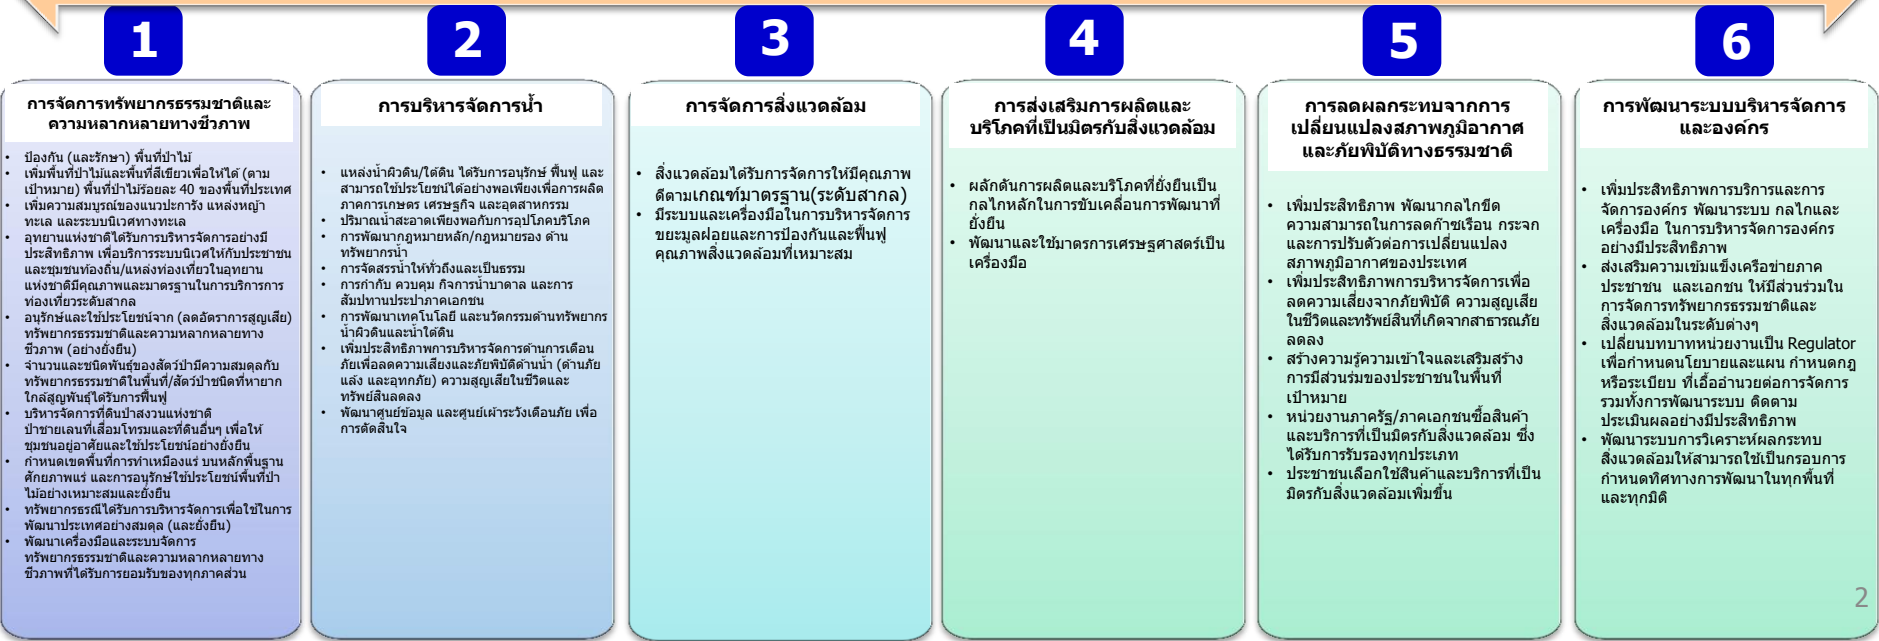 1
การจัดการทรัพยากรธรรมชาติและ
ความหลากหลายทางชีวภาพ
• ป้องกัน (และรักษา) พื้นที่ป่าไม้
• เพิ่มพื้นที่ป่าไม้และพื้นที่สีเขียวเพื่อให้ได้ (ตาม
เป้าหมาย) พื้นที่ป่าไม้ร้อยละ 40 ของพื้นที่ประเทศ
• เพิ่มความสมบูรณ์ของแนวปะการัง แหล่งหญ้า
ทะเล และระบบนิเวศทางทะเล
• อุทยานแห่งชาติได้รับการบริหารจัดการอย่างมี
ประสิทธิภาพ เพื่อบริการระบบนิเวศให้กับประชาชน
และชุมชนท้องถิ่น/แหล่งท่องเที่ยวในอุทยาน
แห่งชาติมีคุณภาพและมาตรฐานในการบริการการ
ท่องเที่ยวระดับสากล
• อนุรักษ์และใช้ประโยชน์จาก (ลดอัตราการสูญเสีย)
ทรัพยากรธรรมชาติและความหลากหลายทาง
ชีวภาพ (อย่างยั่งยืน)
• จำนวนและชนิดพันธุ์ของสัตว์ป่ามีความสมดุลกับ
ทรัพยากรธรรมชาติในพื้นที่/สัตว์ป่าชนิดที่หายาก
ใกล้สูญพันธุ์ได้รับการฟื้นฟู
• บริหารจัดการที่ดินป่าสงวนแห่งชาติ
ป่าชายเลนที่เสื่อมโทรมและที่ดินอื่นๆ เพื่อให้
ชุมชนอยู่อาศัยและใช้ประโยชน์อย่างยั่งยืน
• กำหนดเขตพื้นที่การทำเหมืองแร่ บนหลักพื้นฐาน
ศักยภาพแร่ และการอนุรักษ์ใช้ประโยชน์พื้นที่ป่า
ไม้อย่างเหมาะสมและยั่งยืน
• ทรัพยากรธรณีได้รับการบริหารจัดการเพื่อใช้ในการ
พัฒนาประเทศอย่างสมดุล (และยั่งยืน)
• พัฒนาเครื่องมือและระบบจัดการ
ทรัพยากรธรรมชาติและความหลากหลายทาง
ชีวภาพที่ได้รับการยอมรับของทุกภาคส่วน
2
การบริหารจัดการน้ำ
• แหล่งน้ำผิวดิน/ใต้ดิน ได้รับการอนุรักษ์ ฟื้นฟู และ
สามารถใช้ประโยชน์ได้อย่างพอเพียงเพื่อการผลิต
ภาคการเกษตร เศรษฐกิจ และอุตสาหกรรม
• ปริมาณน้ำสะอาดเพียงพอกับการอุปโภคบริโภค
• การพัฒนากฎหมายหลัก/กฎหมายรอง ด้าน
ทรัพยากรน้ำ
• การจัดสรรน้ำให้ทั่วถึงและเป็นธรรม
• การกำกับ ควบคุม กิจการน้ำบาดาล และการ
สัมปทานประปาภาคเอกชน
• การพัฒนาเทคโนโลยี และนวัตกรรมด้านทรัพยากร
น้ำผิวดินและน้ำใต้ดิน
• เพิ่มประสิทธิภาพการบริหารจัดการด้านการเตือน
ภัยเพื่อลดความเสี่ยงและภัยพิบัติด้านน้ำ (ด้านภัย
แล้ง และอุทกภัย) ความสูญเสียในชีวิตและ
ทรัพย์สินลดลง
• พัฒนาศูนย์ข้อมูล และศูนย์เฝ้าระวังเตือนภัย เพื่อ
การตัดสินใจ
3
การจัดการสิ่งแวดล้อม
• สิ่งแวดล้อมได้รับการจัดการให้มีคุณภาพ
ดีตามเกณฑ์มาตรฐาน(ระดับสากล)
• มีระบบและเครื่องมือในการบริหารจัดการ
ขยะมูลฝอยและการป้องกันและฟื้นฟู
คุณภาพสิ่งแวดล้อมที่เหมาะสม
4
การส่งเสริมการผลิตและ
บริโภคที่เป็นมิตรกับสิ่งแวดล้อม
• ผลักดันการผลิตและบริโภคที่ยั่งยืนเป็น
กลไกหลักในการขับเคลื่อนการพัฒนาที่
ยั่งยืน
• พัฒนาและใช้มาตรการเศรษฐศาสตร์เป็น
เครื่องมือ
5
การลดผลกระทบจากการ
เปลี่ยนแปลงสภาพภูมิอากาศ
และภัยพิบัติทางธรรมชาติ
• เพิ่มประสิทธิภาพ พัฒนากลไกขีด
ความสามารถในการลดก๊าซเรือน กระจก
และการปรับตัวต่อการเปลี่ยนแปลง
สภาพภูมิอากาศของประเทศ
• เพิ่มประสิทธิภาพการบริหารจัดการเพื่อ
ลดความเสี่ยงจากภัยพิบัติ ความสูญเสีย
ในชีวิตและทรัพย์สินที่เกิดจากสาธารณภัย
ลดลง
• สร้างความรู้ความเข้าใจและเสริมสร้าง
การมีส่วนร่มของประชาชนในพื้นที่
เป้าหมาย
• หน่วยงานภาครัฐ/ภาคเอกชนซื้อสินค้า
และบริการที่เป็นมิตรกับสิ่งแวดล้อม ซึ่ง
ได้รับการรับรองทุกประเภท
• ประชาชนเลือกใช้สินค้าและบริการที่เป็น
มิตรกับสิ่งแวดล้อมเพิ่มขึ้น
6
การพัฒนาระบบบริหารจัดการ
และองค์กร
• เพิ่มประสิทธิภาพการบริการและการ
จัดการองค์กร พัฒนาระบบ กลไกและ
เครื่องมือ ในการบริหารจัดการองค์กร
อย่างมีประสิทธิภาพ
• ส่งเสริมความเข้มแข็งเครือข่ายภาค
ประชาชน และเอกชน ให้มีส่วนร่วมใน
การจัดการทรัพยากรธรรมชาติและ
สิ่งแวดล้อมในระดับต่างๆ
• เปลี่ยนบทบาทหน่วยงานเป็น Regulator
เพื่อกำหนดนโยบายและแผน กำหนดกฎ
หรือระเบียบ ที่เอื้ออำนวยต่อการจัดการ
รวมทั้งการพัฒนาระบบ ติดตาม
ประเมินผลอย่างมีประสิทธิภาพ
• พัฒนาระบบการวิเคราะห์ผลกระทบ
สิ่งแวดล้อมให้สามารถใช้เป็นกรอบการ
กำหนดทิศทางการพัฒนาในทุกพื้นที่
และทุกมิติ
2